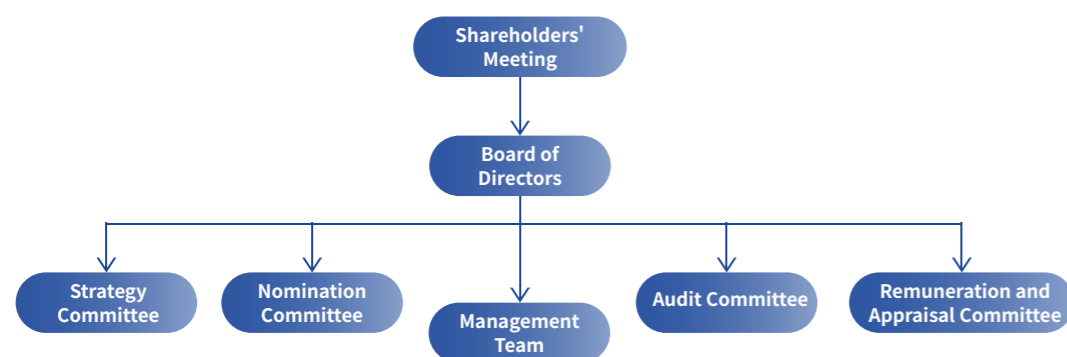 Shareholders'
Meeting
Board of
Directors
Strategy
Committee
Nomination
Committee
Management
Team
Audit Committee
Remuneration and
Appraisal Committee